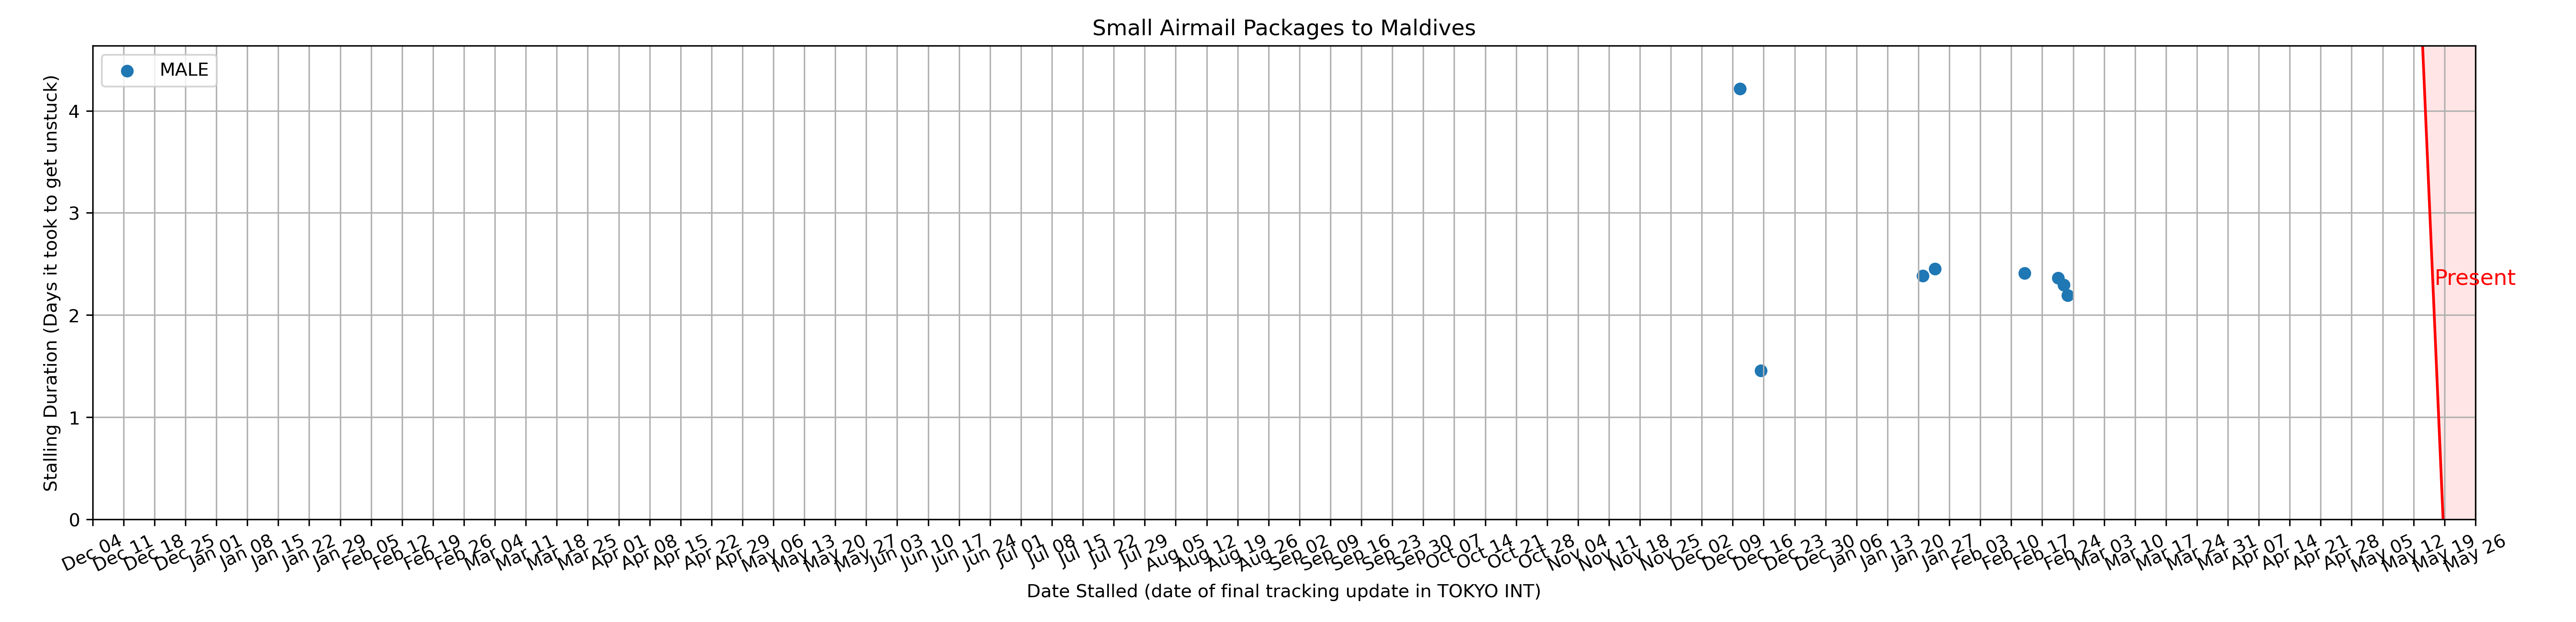 Small Airmail Packages to Maldives
MALE
Stalling Duration (Days it took to get unstuck)
4
3
2
1
0
Present
Dec 04
Dec 11
Dec 18
Dec 25
Jan 01
Jan 08
Jan 15
Jan 22
Jan 29
Feb 05
Feb 12
Feb 19
Feb 26
Mar 04
Mar 11
Mar 18
Mar 25
Apr 01
Apr 08
Apr 15
Apr 22
Apr 29
May 06
May 13
May 20
May 27
Jun 03
Jun 10
Jun 17
Jun 24
Jul 01
Jul 08
Jul 15
Jul 22
Jul 29
Aug 05
Aug 12
Aug 19
Aug 26
Sep 02
Sep 09
Sep 16
Sep 23
Sep 30
Oct 07
Oct 14
Oct 21
Oct 28
Nov 04
Nov 11
Nov 18
Nov 25
Dec 02
Dec 09
Dec 16
Dec 23
Dec 30
Jan 06
Jan 13
Jan 20
Jan 27
Feb 03
Feb 10
Feb 17
Feb 24
Mar 03
Mar 10
Mar 17
Mar 24
Mar 31
Apr 07
Apr 14
Apr 21
Apr 28
May 05
May 12
May 19
May 26
Date Stalled (date of final tracking update in TOKYO INT)